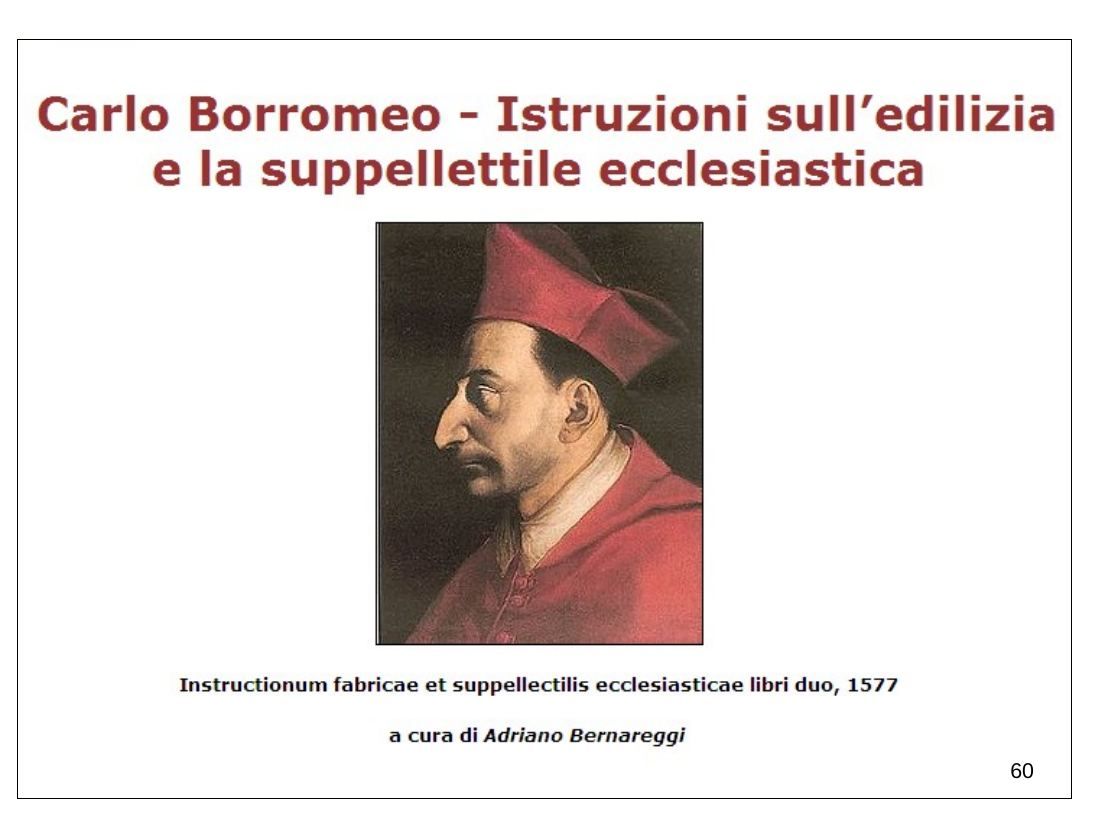 Carlo Borromeo - Istruzioni sull’edilizia
e la suppellettile ecclesiastica
Instructionum fabricae et suppellectilis ecclesiasticae libri duo, 1577
a cura di Adriano Bernareggi
60